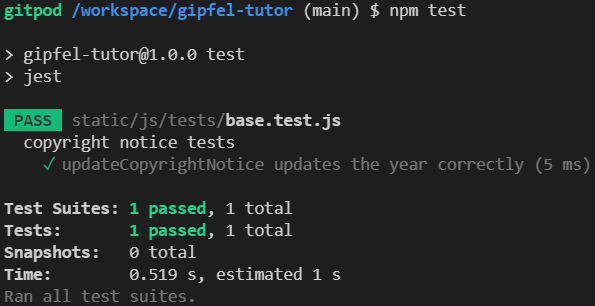 gitpod /workspace/gipfel-tutor (main) $ npm test
> gipfel-tutor@1.0.0 test
> jest
PASS static/js/tests/base.test.js
copyright notice tests
✓ updateCopyrightNotice updates the year correctly (5 ms)
Test Suites: 1 passed, 1 total
Tests: 1 passed, 1 total
Snapshots: 0 total
Time: 0.519 s, estimated 1 s
Ran all test suites.